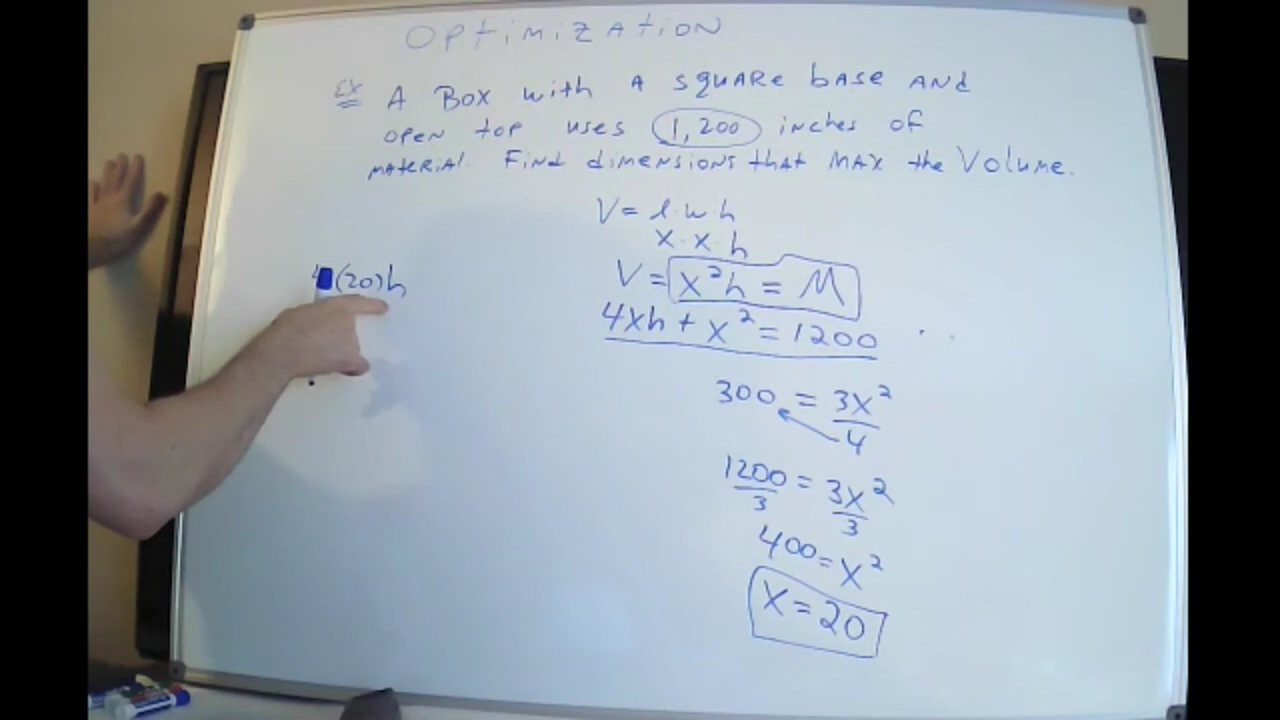 OPtimization
EX A BOX with A square base AND
open top uses 1,200 inches of
material. Find dimensions that MAX the Volume.
V = l·w·h
x·x·h
V = x²h = M
4xh + x² = 1200
(20)h
300 = 3x²/4
1200/3 = 3x²/3
400 = x²
x = 20